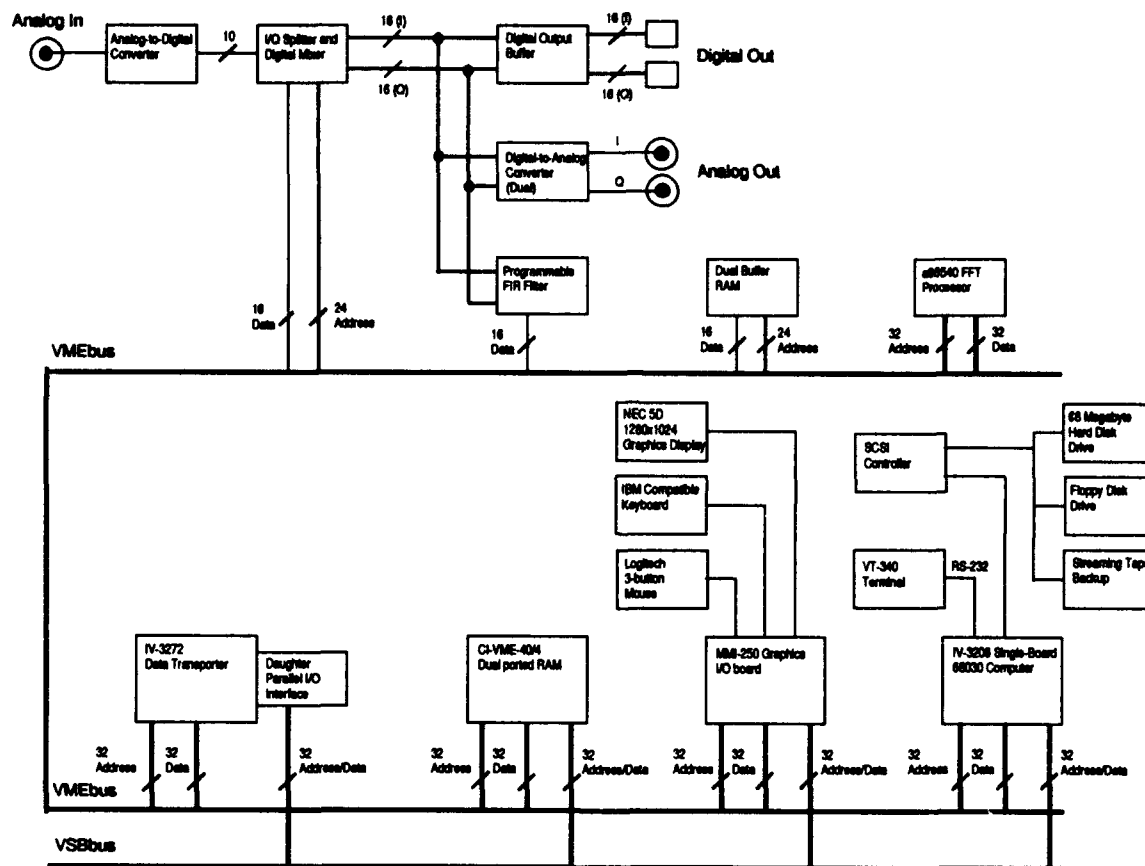 Analog In
Analog-to-Digital
Converter
10
I/Q Splitter and
Digital Mixer
16 (I)
16 (Q)
Digital Output
Buffer
16 (I)
16 (Q)
Digital Out
Digital-to-Analog
Converter
(Dual)
I
Q
Analog Out
Programmable
FIR Filter
Dual Buffer
RAM
FFT
Processor
16
Data
24
Address
16
Data
16
Data
24
Address
32
Address
32
Data
VMEbus
NEC 5D
1280x1024
Graphics Display
IBM Compatible
Keyboard
Logitech
3-button
Mouse
SCSI
Controller
VT-340
Terminal
RS-232
68 Megabyte
Hard Disk
Drive
Floppy Disk
Drive
Streaming Tap
Backup
IV-3272
Data Transporter
Daughter
Parallel I/O
Interface
CI-VME-40/4
Dual ported RAM
MMI-250 Graphics
I/O board
Single-Board
68030 Computer
32
Address
32
Data
32
Address/Data
32
Address
32
Data
32
Address/Data
32
Address
32
Data
32
Address/Data
32
Address
32
Data
32
Address/Data
VMEbus
VSBbus